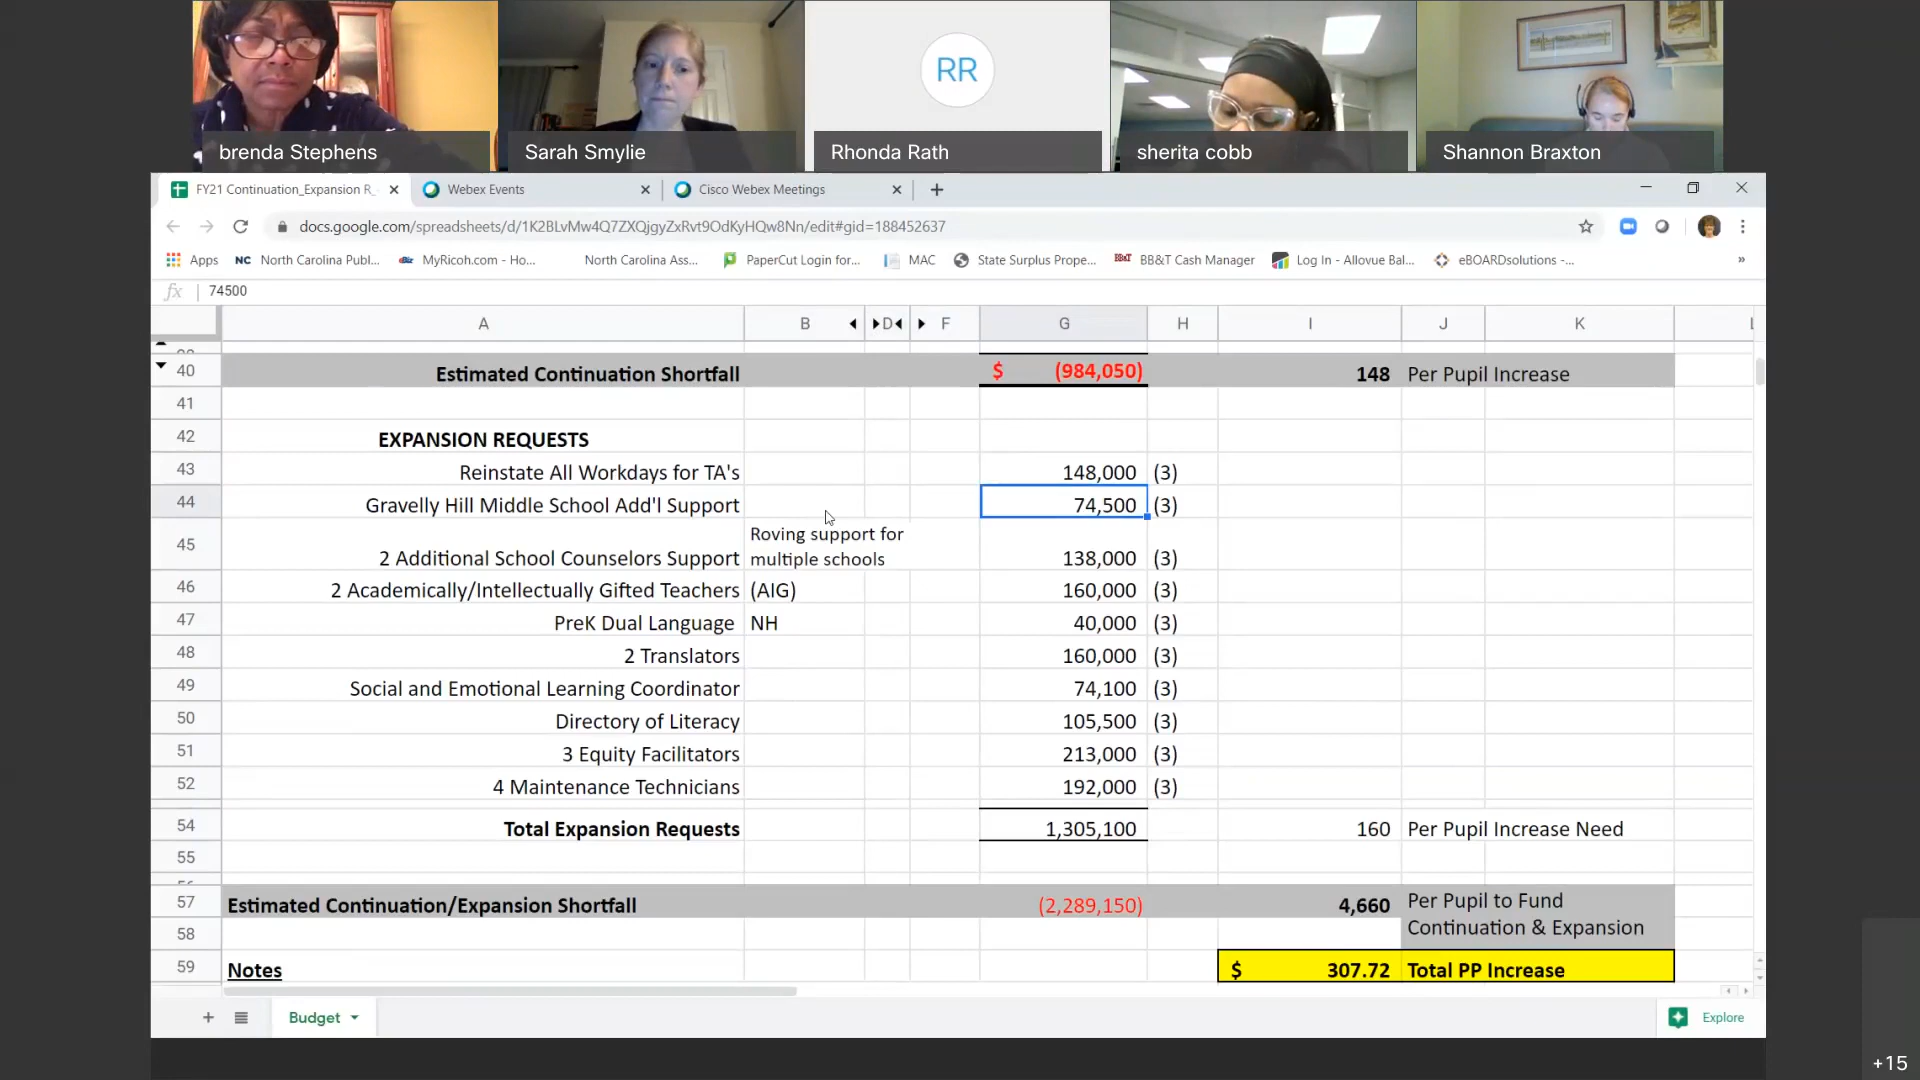 RR
brenda Stephens
Sarah Smylie
Rhonda Rath
sherita cobb
Shannon Braxton
FY21 Continuation_Expansion R_
Webex Events
Cisco Webex Meetings
docs.google.com/spreadsheets/d/1K2BLvMw4Q7ZXQjgyZxRvt9OdKyHQw8Nn/edit#gid=188452637
Apps NC North Carolina Publ... eBiz MyRicoh.com - Ho... North Carolina Ass... PaperCut Login for... MAC State Surplus Prope... BB&T BB&T Cash Manager Log In - Allovue Bal... eBOARDsolutions -... »
fx 74500
A B D F G H I J K L
40 Estimated Continuation Shortfall $ (984,050) 148 Per Pupil Increase
41
42 EXPANSION REQUESTS
43 Reinstate All Workdays for TA's 148,000 (3)
44 Gravelly Hill Middle School Add'l Support 74,500 (3)
Roving support for
45 2 Additional School Counselors Support multiple schools 138,000 (3)
46 2 Academically/Intellectually Gifted Teachers (AIG) 160,000 (3)
47 PreK Dual Language NH 40,000 (3)
48 2 Translators 160,000 (3)
49 Social and Emotional Learning Coordinator 74,100 (3)
50 Directory of Literacy 105,500 (3)
51 3 Equity Facilitators 213,000 (3)
52 4 Maintenance Technicians 192,000 (3)
54 Total Expansion Requests 1,305,100 160 Per Pupil Increase Need
55
57 Estimated Continuation/Expansion Shortfall (2,289,150) 4,660 Per Pupil to Fund
58 Continuation & Expansion
59 Notes $ 307.72 Total PP Increase
Budget
Explore
+15